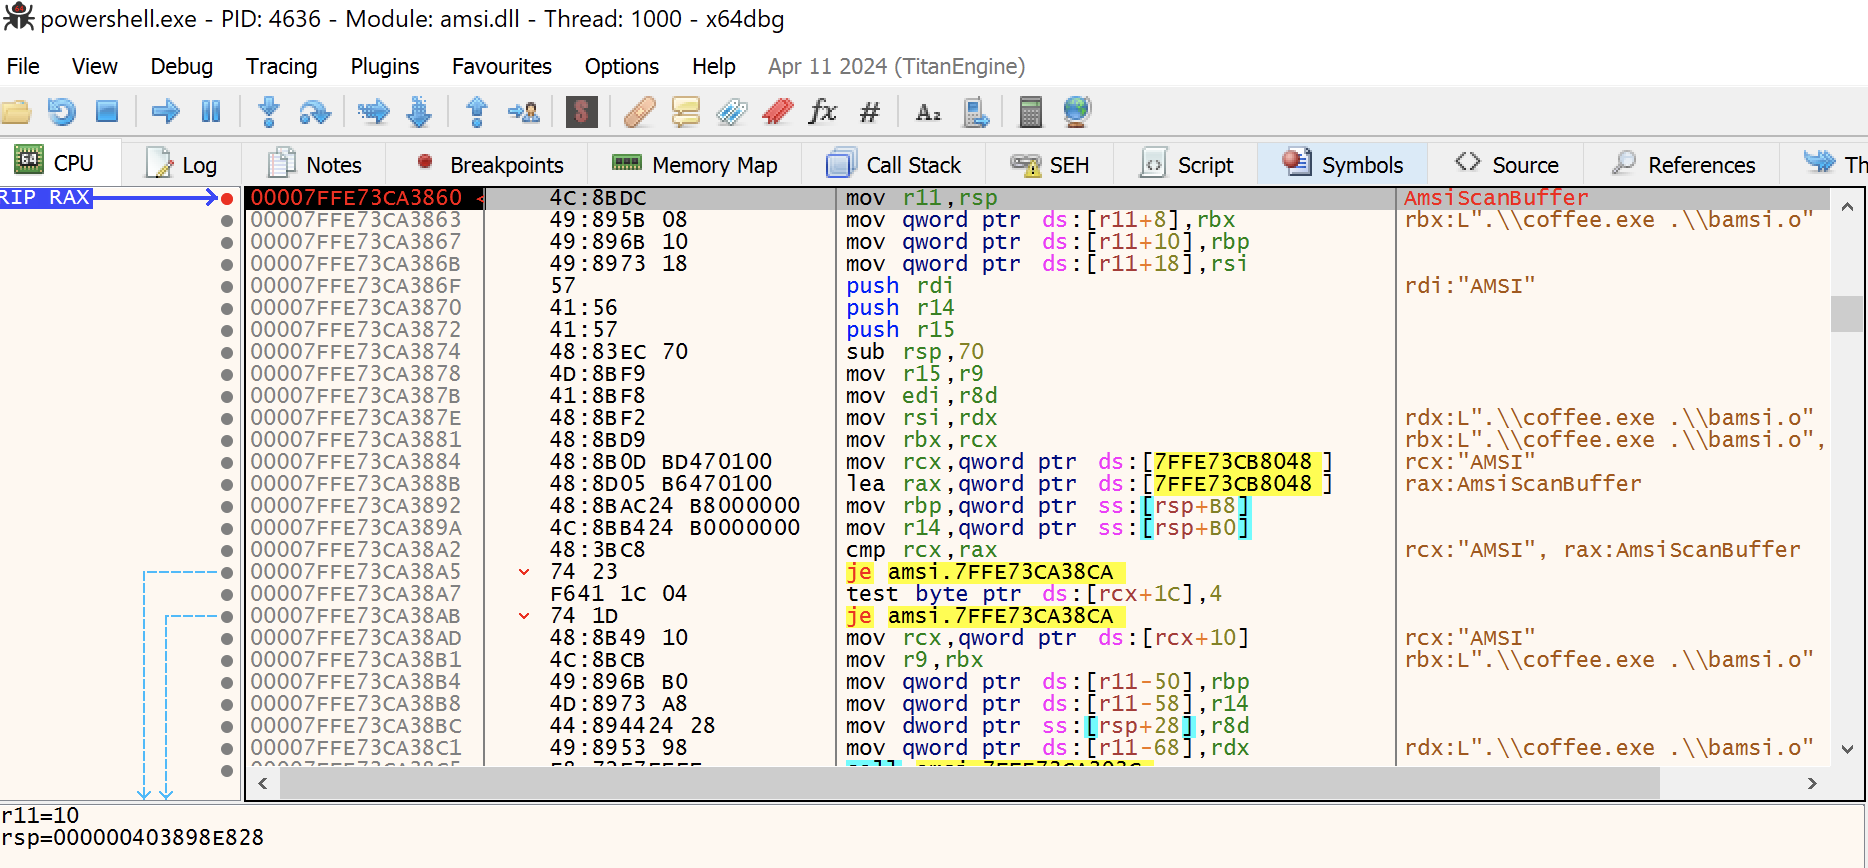 powershell.exe - PID: 4636 - Module: amsi.dll - Thread: 1000 - x64dbg
File View Debug Tracing Plugins Favourites Options Help Apr 11 2024 (TitanEngine)
CPU Log Notes Breakpoints Memory Map Call Stack SEH Script Symbols Source References Th
RIP RAX 00007FFE73CA3860 4C:8BDC mov r11,rsp AmsiScanBuffer
00007FFE73CA3863 49:895B 08 mov qword ptr ds:[r11+8],rbx rbx:L".\\coffee.exe .\\bamsi.o"
00007FFE73CA3867 49:896B 10 mov qword ptr ds:[r11+10],rbp
00007FFE73CA386B 49:8973 18 mov qword ptr ds:[r11+18],rsi
00007FFE73CA386F 57 push rdi rdi:"AMSI"
00007FFE73CA3870 41:56 push r14
00007FFE73CA3872 41:57 push r15
00007FFE73CA3874 48:83EC 70 sub rsp,70
00007FFE73CA3878 4D:8BF9 mov r15,r9
00007FFE73CA387B 41:8BF8 mov edi,r8d
00007FFE73CA387E 48:8BF2 mov rsi,rdx rdx:L".\\coffee.exe .\\bamsi.o"
00007FFE73CA3881 48:8BD9 mov rbx,rcx rbx:L".\\coffee.exe .\\bamsi.o",
00007FFE73CA3884 48:8B0D BD470100 mov rcx,qword ptr ds:[7FFE73CB8048] rcx:"AMSI"
00007FFE73CA388B 48:8D05 B6470100 lea rax,qword ptr ds:[7FFE73CB8048] rax:AmsiScanBuffer
00007FFE73CA3892 48:8BAC24 B8000000 mov rbp,qword ptr ss:[rsp+B8]
00007FFE73CA389A 4C:8BB424 B0000000 mov r14,qword ptr ss:[rsp+B0]
00007FFE73CA38A2 48:3BC8 cmp rcx,rax rcx:"AMSI", rax:AmsiScanBuffer
00007FFE73CA38A5 74 23 je amsi.7FFE73CA38CA
00007FFE73CA38A7 F641 1C 04 test byte ptr ds:[rcx+1C],4
00007FFE73CA38AB 74 1D je amsi.7FFE73CA38CA
00007FFE73CA38AD 48:8B49 10 mov rcx,qword ptr ds:[rcx+10] rcx:"AMSI"
00007FFE73CA38B1 4C:8BCB mov r9,rbx rbx:L".\\coffee.exe .\\bamsi.o"
00007FFE73CA38B4 49:896B B0 mov qword ptr ds:[r11-50],rbp
00007FFE73CA38B8 4D:8973 A8 mov qword ptr ds:[r11-58],r14
00007FFE73CA38BC 44:894424 28 mov dword ptr ss:[rsp+28],r8d
00007FFE73CA38C1 49:8953 98 mov qword ptr ds:[r11-68],rdx rdx:L".\\coffee.exe .\\bamsi.o"
r11=10
rsp=000000403898E828